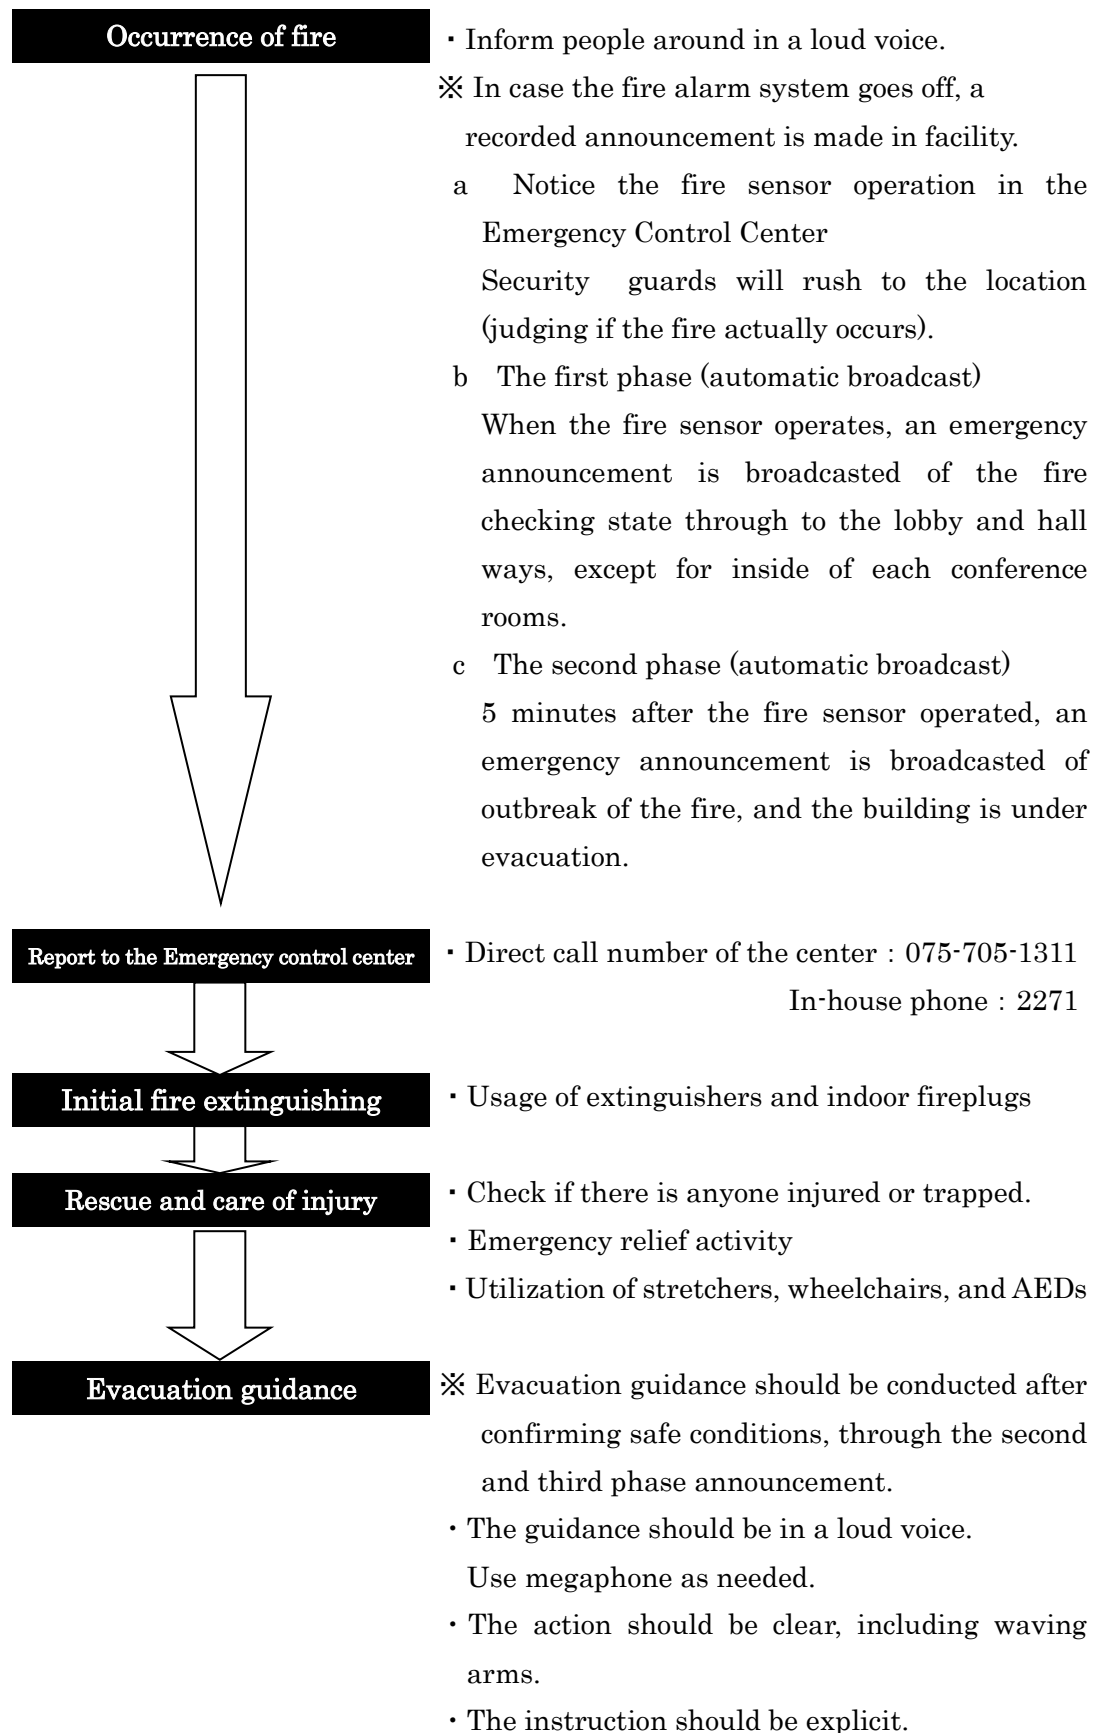 Occurrence of fire
・Inform people around in a loud voice.
※ In case the fire alarm system goes off, a
recorded announcement is made in facility.
a Notice the fire sensor operation in the
Emergency Control Center
Security guards will rush to the location
(judging if the fire actually occurs).
b The first phase (automatic broadcast)
When the fire sensor operates, an emergency
announcement is broadcasted of the fire
checking state through to the lobby and hall
ways, except for inside of each conference
rooms.
c The second phase (automatic broadcast)
5 minutes after the fire sensor operated, an
emergency announcement is broadcasted of
outbreak of the fire, and the building is under
evacuation.
Report to the Emergency control center
・Direct call number of the center：075-705-1311
In-house phone：2271
Initial fire extinguishing
・Usage of extinguishers and indoor fireplugs
Rescue and care of injury
・Check if there is anyone injured or trapped.
・Emergency relief activity
・Utilization of stretchers, wheelchairs, and AEDs
Evacuation guidance
※ Evacuation guidance should be conducted after
confirming safe conditions, through the second
and third phase announcement.
・The guidance should be in a loud voice.
Use megaphone as needed.
・The action should be clear, including waving
arms.
・The instruction should be explicit.